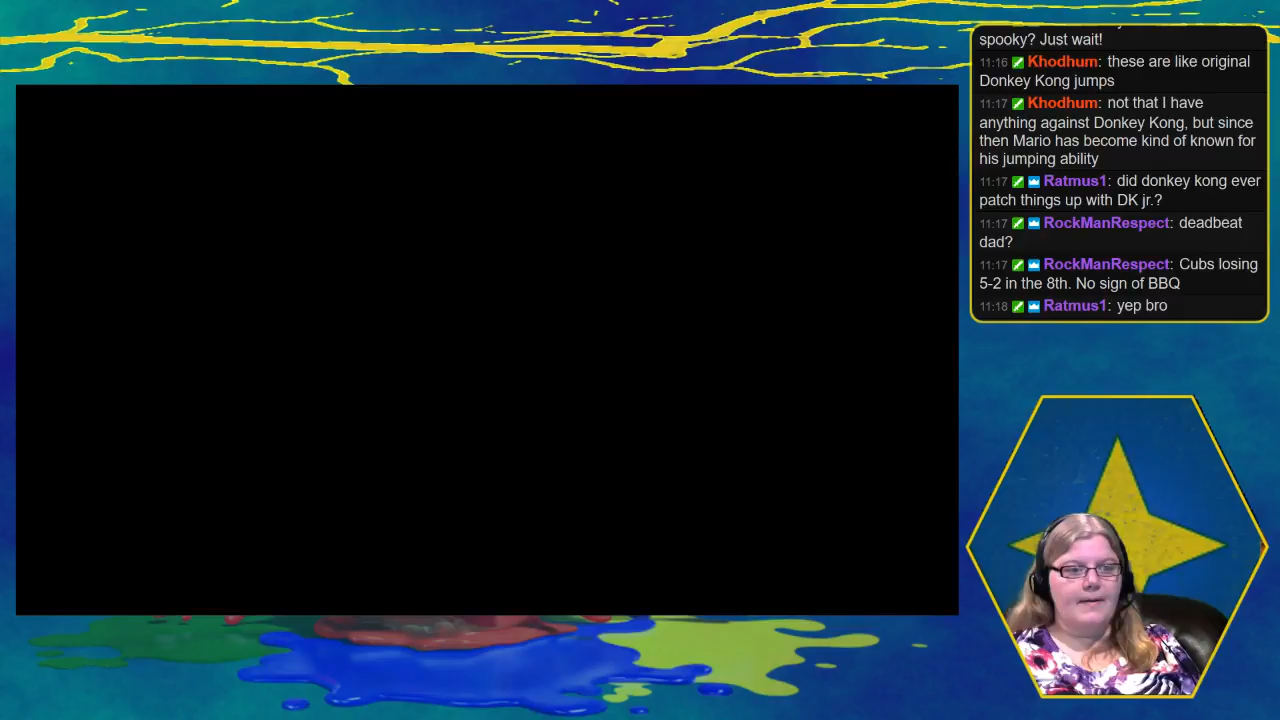 spooky? Just wait!
11:16 Khodhum: these are like original
Donkey Kong jumps
11:17 Khodhum: not that I have
anything against Donkey Kong, but since
then Mario has become kind of known for
his jumping ability
11:17 Ratmus1: did donkey kong ever
patch things up with DK jr.?
11:17 RockManRespect: deadbeat
dad?
11:17 RockManRespect: Cubs losing
5-2 in the 8th. No sign of BBQ
11:18 Ratmus1: yep bro